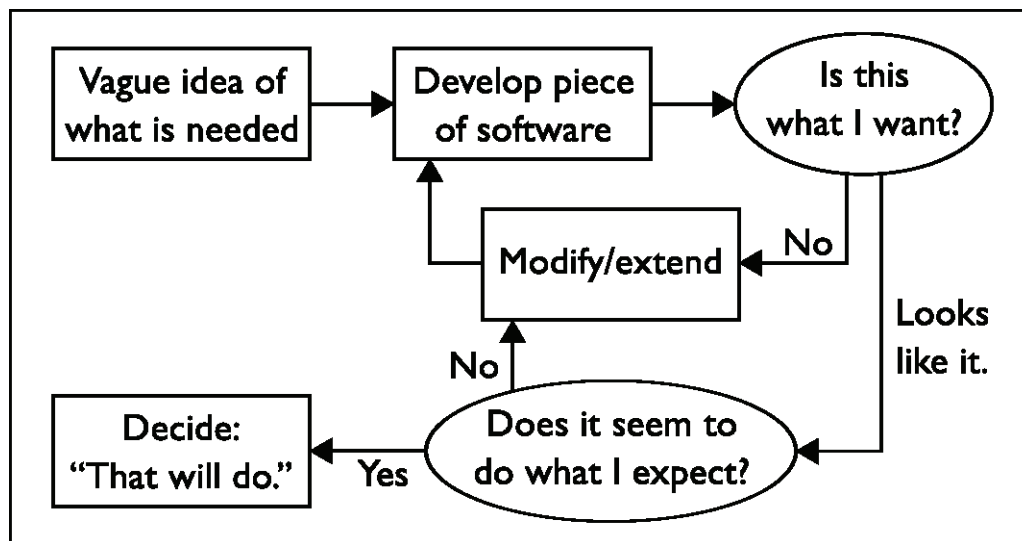 Vague idea of
what is needed
Develop piece
of software
Is this
what I want?
Modify/extend
No
Looks
like it.
No
Does it seem to
do what I expect?
Yes
Decide:
“That will do.”